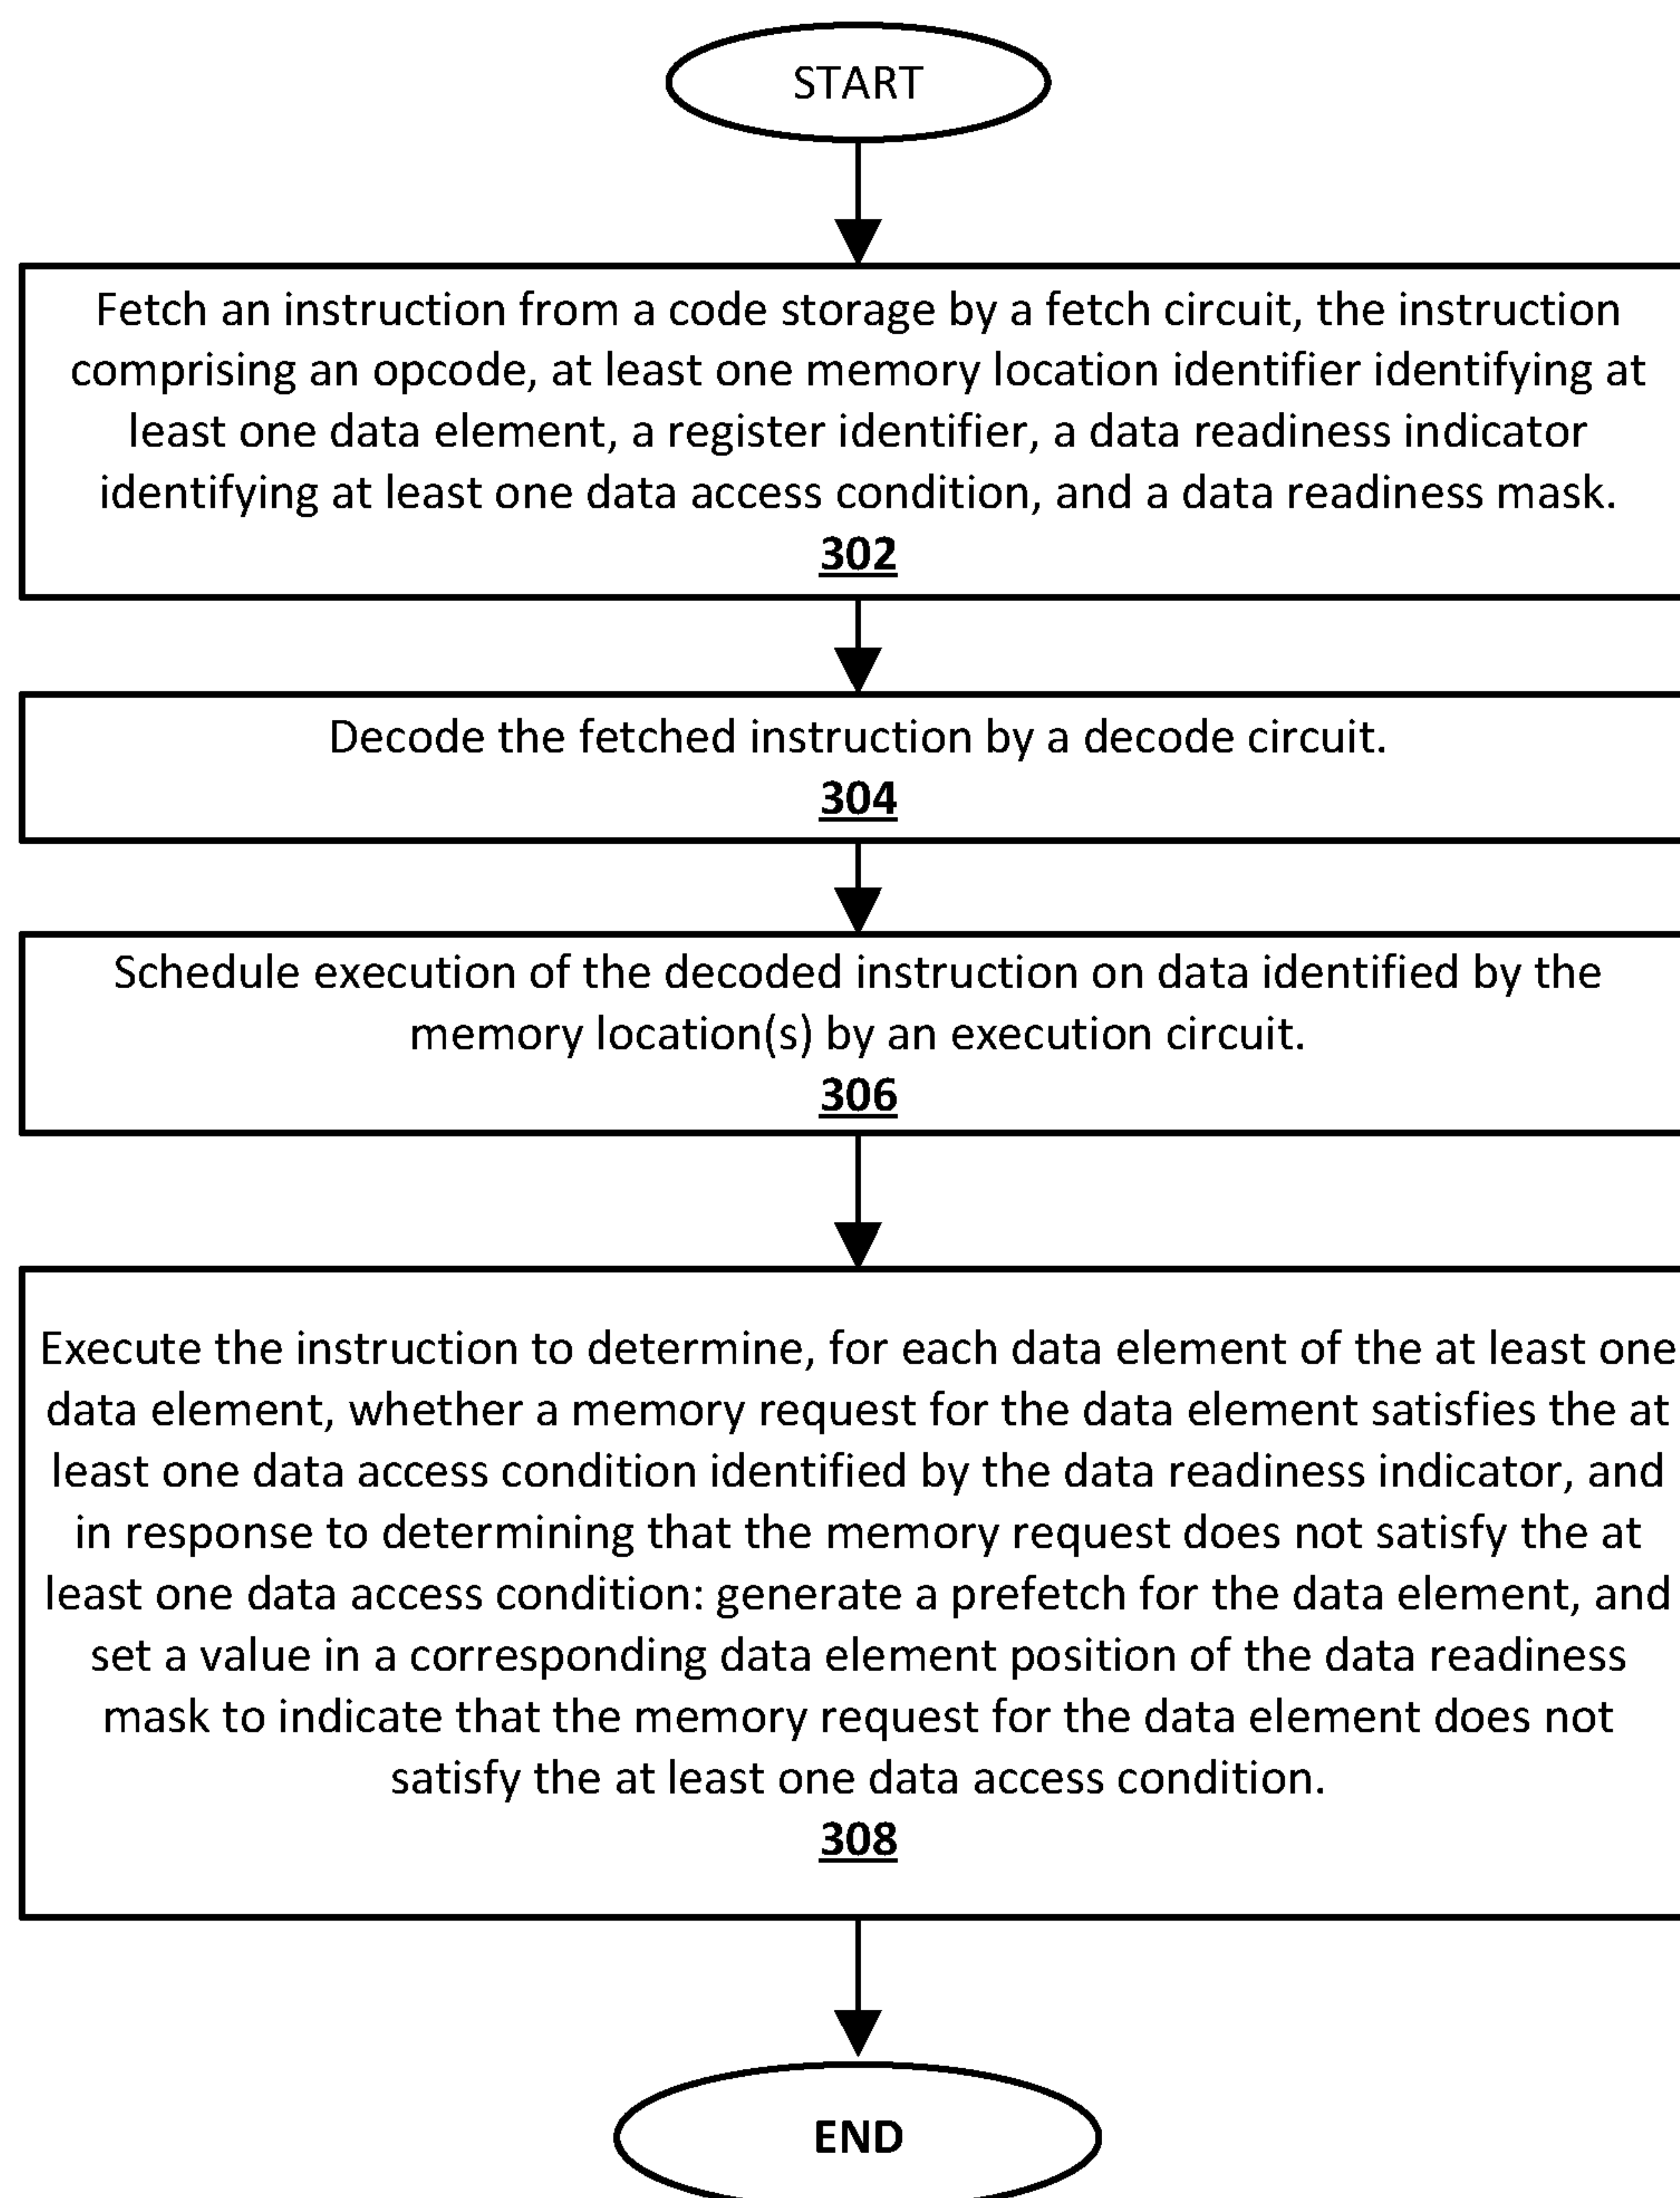 START
Fetch an instruction from a code storage by a fetch circuit, the instruction
comprising an opcode, at least one memory location identifier identifying at
least one data element, a register identifier, a data readiness indicator
identifying at least one data access condition, and a data readiness mask.
302
Decode the fetched instruction by a decode circuit.
304
Schedule execution of the decoded instruction on data identified by the
memory location(s) by an execution circuit.
306
Execute the instruction to determine, for each data element of the at least one
data element, whether a memory request for the data element satisfies the at
least one data access condition identified by the data readiness indicator, and
in response to determining that the memory request does not satisfy the at
least one data access condition: generate a prefetch for the data element, and
set a value in a corresponding data element position of the data readiness
mask to indicate that the memory request for the data element does not
satisfy the at least one data access condition.
308
END